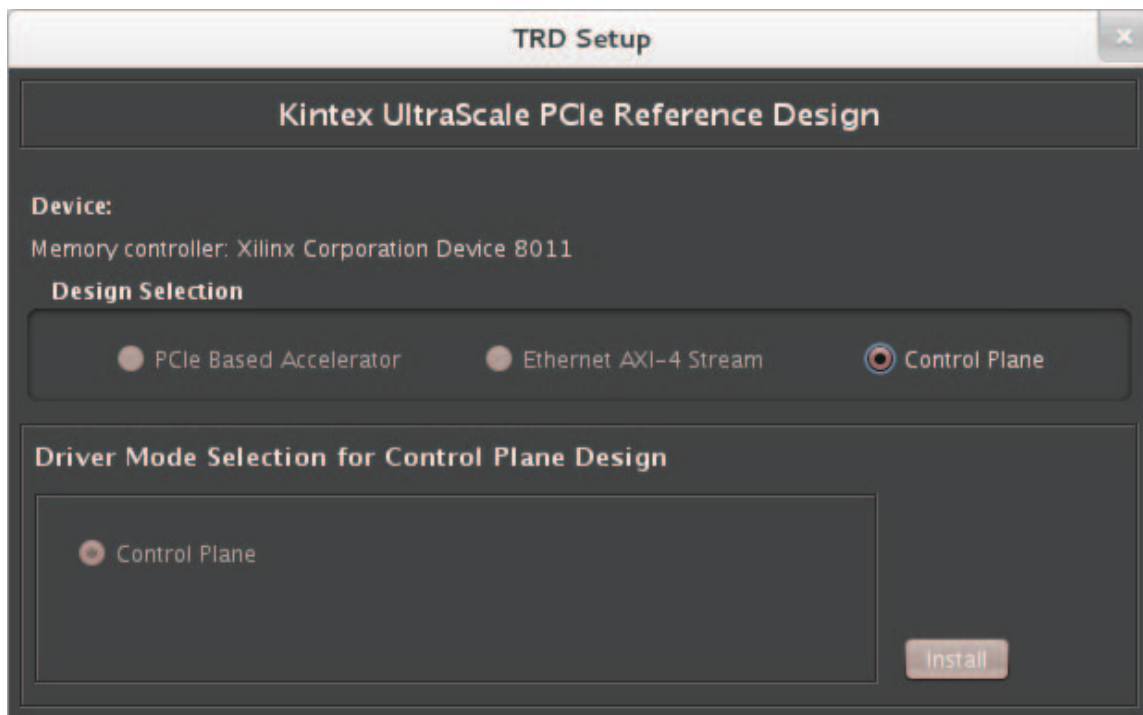 TRD Setup
Kintex UltraScale PCIe Reference Design
Device:
Memory controller: Xilinx Corporation Device 8011
Design Selection
PCIe Based Accelerator Ethernet AXI-4 Stream Control Plane
Driver Mode Selection for Control Plane Design
Control Plane
Install